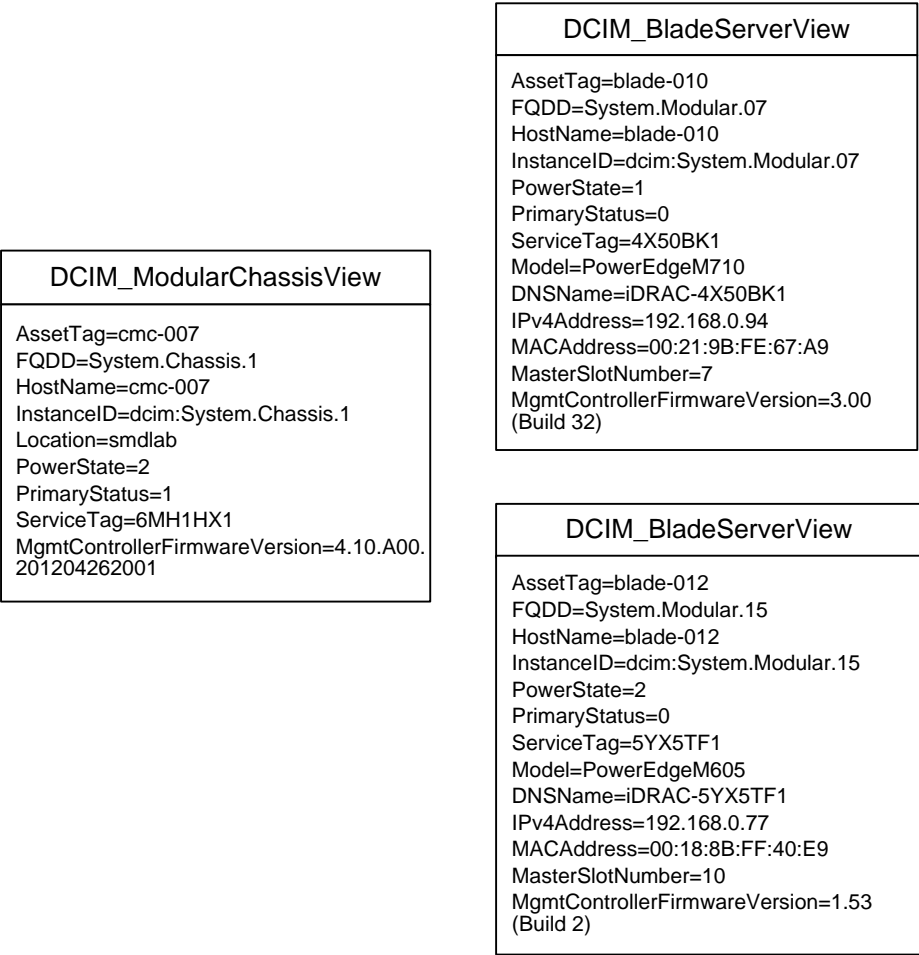 DCIM_BladeServerView
AssetTag=blade-010
FQDD=System.Modular.07
HostName=blade-010
InstanceID=dcim:System.Modular.07
PowerState=1
PrimaryStatus=0
ServiceTag=4X50BK1
Model=PowerEdgeM710
DNSName=iDRAC-4X50BK1
IPv4Address=192.168.0.94
MACAddress=00:21:9B:FE:67:A9
MasterSlotNumber=7
MgmtControllerFirmwareVersion=3.00
(Build 32)
DCIM_ModularChassisView
AssetTag=cmc-007
FQDD=System.Chassis.1
HostName=cmc-007
InstanceID=dcim:System.Chassis.1
Location=smdlab
PowerState=2
PrimaryStatus=1
ServiceTag=6MH1HX1
MgmtControllerFirmwareVersion=4.10.A00.
201204262001
DCIM_BladeServerView
AssetTag=blade-012
FQDD=System.Modular.15
HostName=blade-012
InstanceID=dcim:System.Modular.15
PowerState=2
PrimaryStatus=0
ServiceTag=5YX5TF1
Model=PowerEdgeM605
DNSName=iDRAC-5YX5TF1
IPv4Address=192.168.0.77
MACAddress=00:18:8B:FF:40:E9
MasterSlotNumber=10
MgmtControllerFirmwareVersion=1.53
(Build 2)